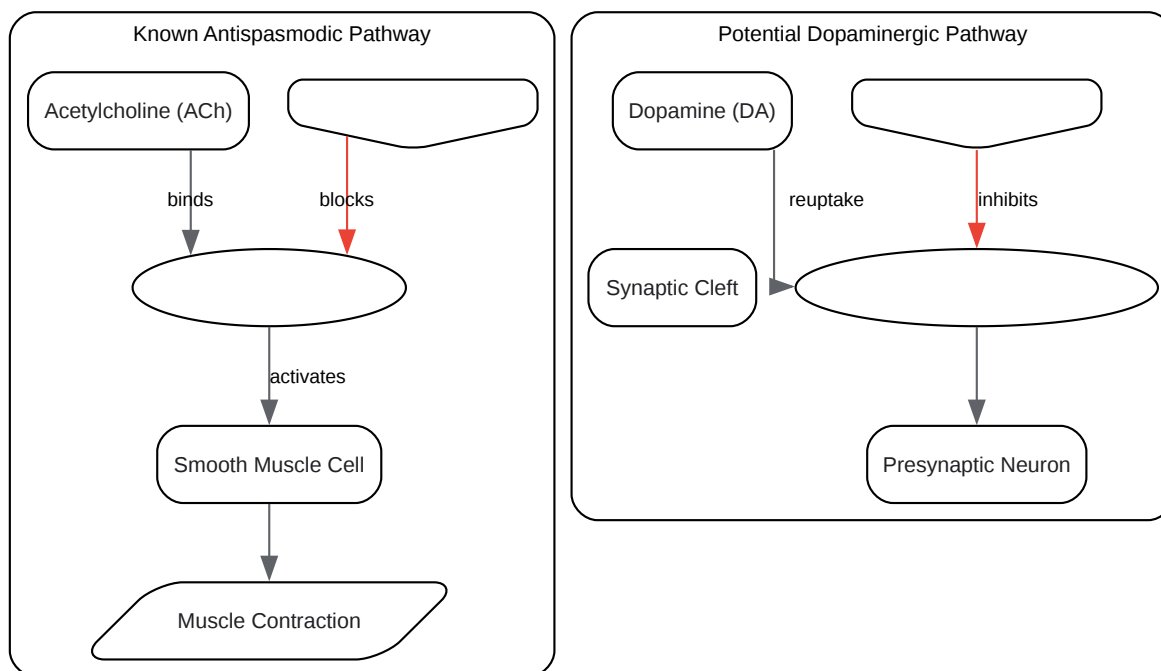 Known Antispasmodic Pathway
Acetylcholine (ACh)
binds
blocks
activates
Smooth Muscle Cell
Muscle Contraction
Potential Dopaminergic Pathway
Dopamine (DA)
reuptake
inhibits
Synaptic Cleft
Presynaptic Neuron